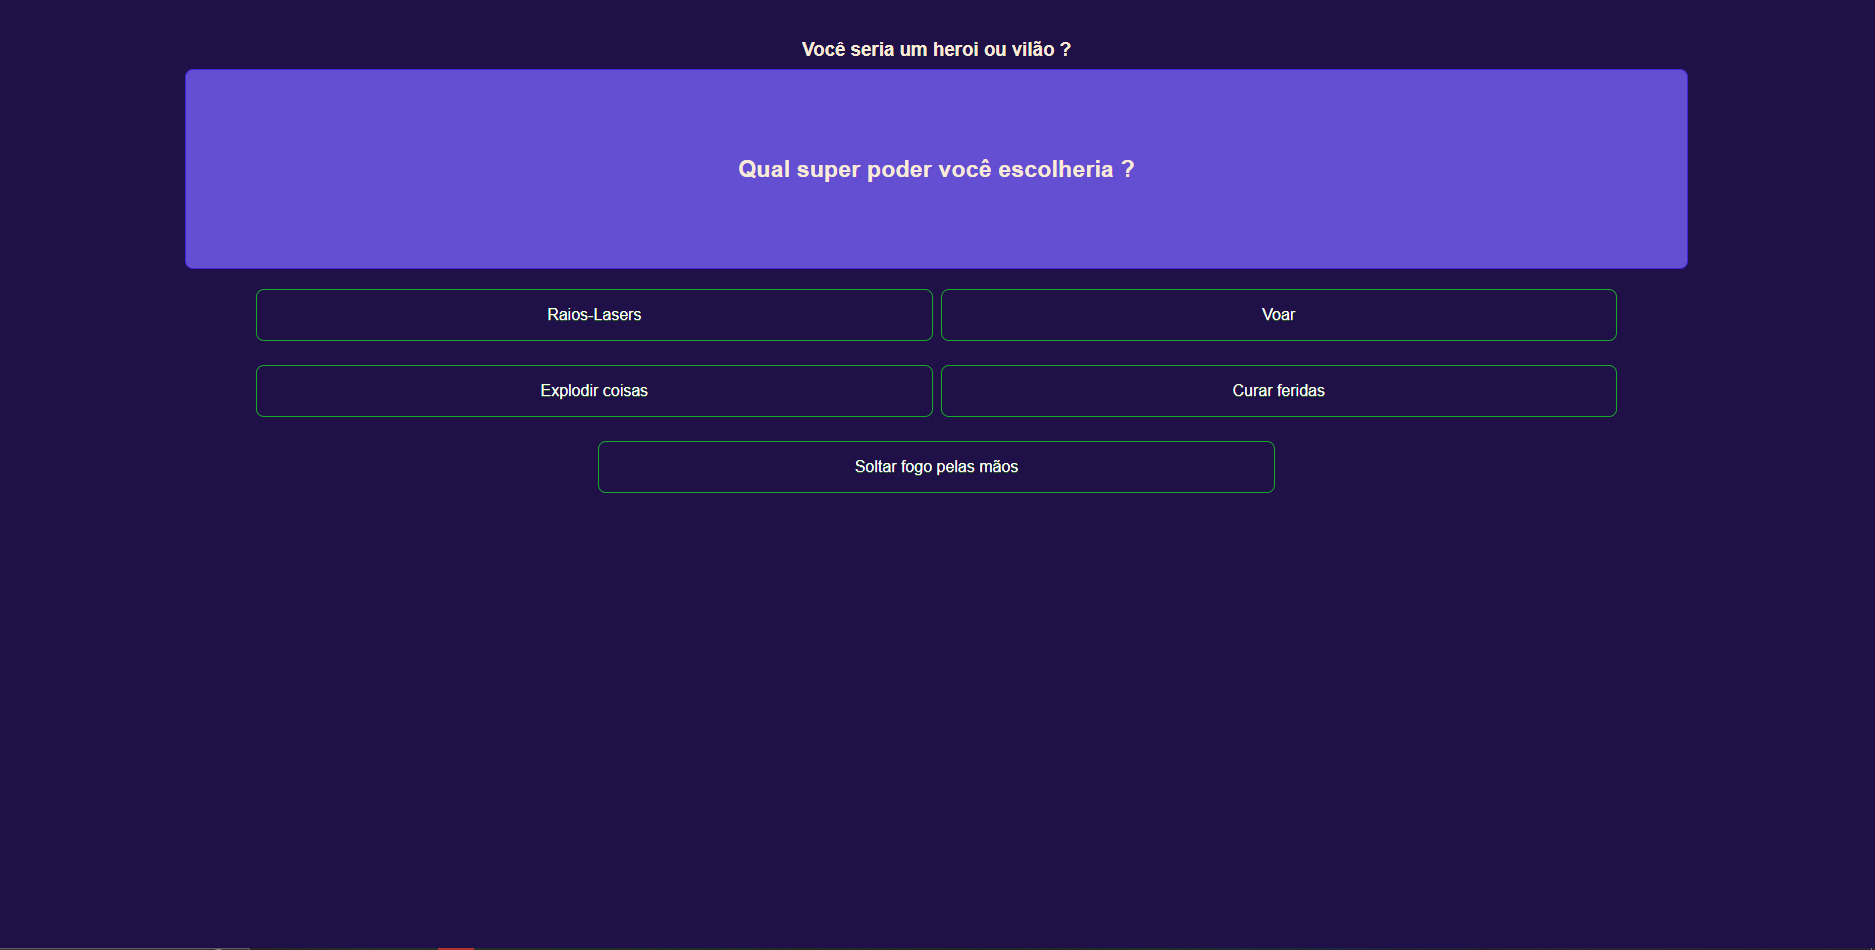 Você seria um heroi ou vilão ?
Qual super poder você escolheria ?
Raios-Lasers
Voar
Explodir coisas
Curar feridas
Soltar fogo pelas mãos